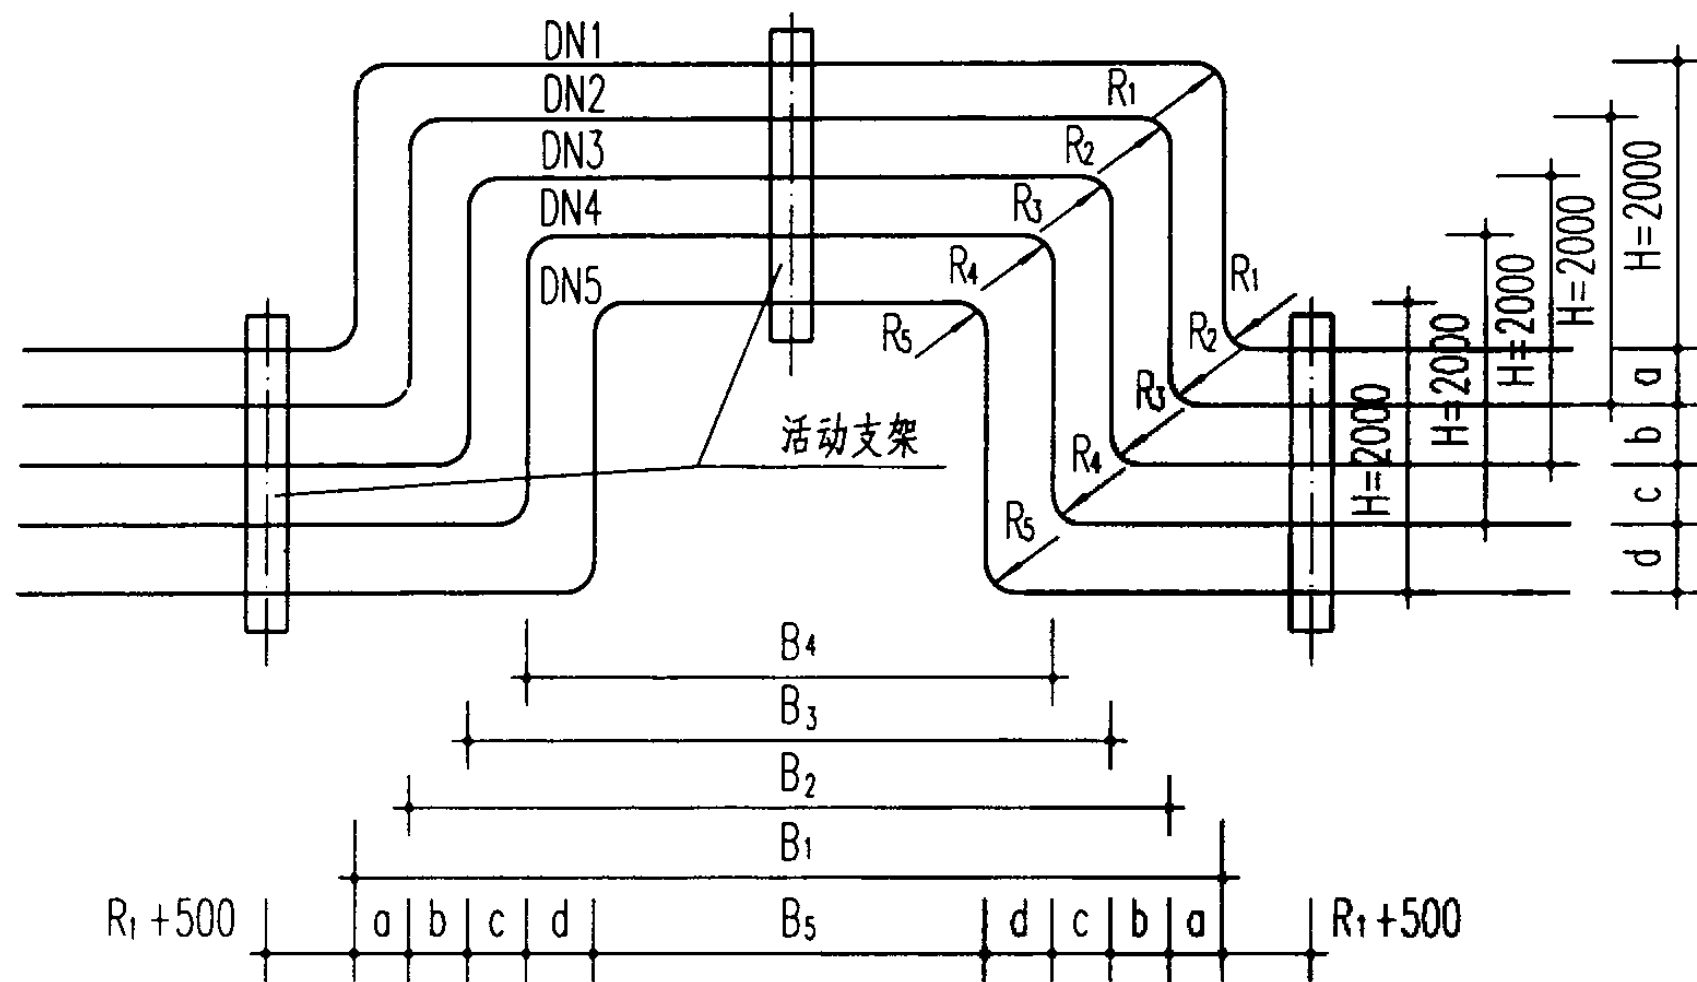 DN1
DN2
DN3
DN4
DN5
R1
R2
R3
R4
R5
R1
R2
R3
R4
R5
H=2000
H=2000
H=2000
H=2000
H=2000
a
b
c
d
活动支架
B4
B3
B2
B1
R1+500 a b c d B5 d c b a R1+500